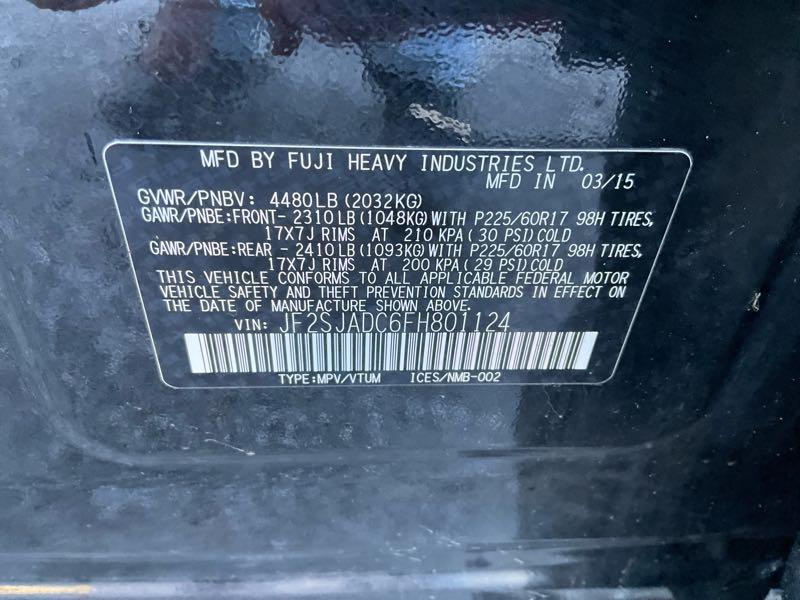 MFD BY FUJI HEAVY INDUSTRIES LTD.
MFD IN 03/15
GVWR/PNBV: 4480LB (2032KG)
GAWR/PNBE:FRONT- 2310LB (1048KG) WITH P225/60R17 98H TIRES,
17X7J RIMS AT 210 KPA (30 PSI) COLD
GAWR/PNBE:REAR - 2410LB (1093KG) WITH P225/60R17 98H TIRES,
17X7J RIMS AT 200 KPA (29 PSI) COLD
THIS VEHICLE CONFORMS TO ALL APPLICABLE FEDERAL MOTOR
VEHICLE SAFETY AND THEFT PREVENTION STANDARDS IN EFFECT ON
THE DATE OF MANUFACTURE SHOWN ABOVE.
VIN: JF2SJADC6FH801124
TYPE:MPV/VTUM ICES/NMB-002